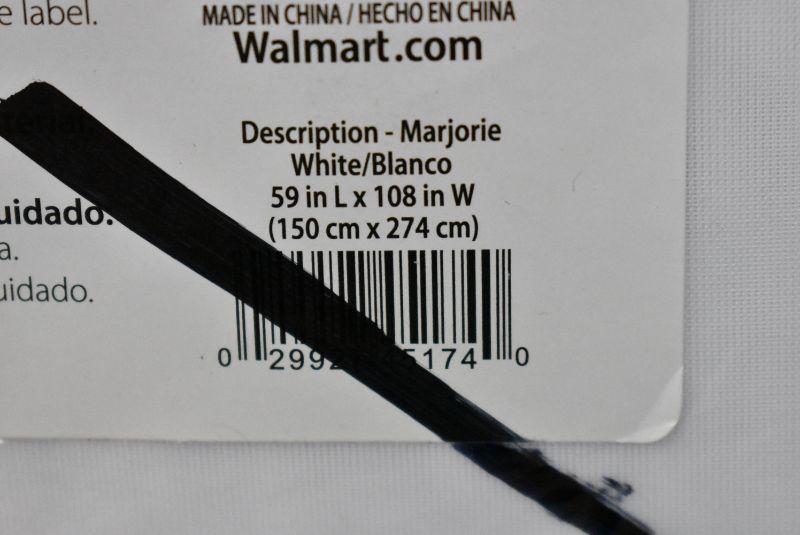 e label.
MADE IN CHINA / HECHO EN CHINA
Walmart.com
Description - Marjorie
White/Blanco
59 in L x 108 in W
(150 cm x 274 cm)
uidado.
a.
uidado.
0 299 5174 0